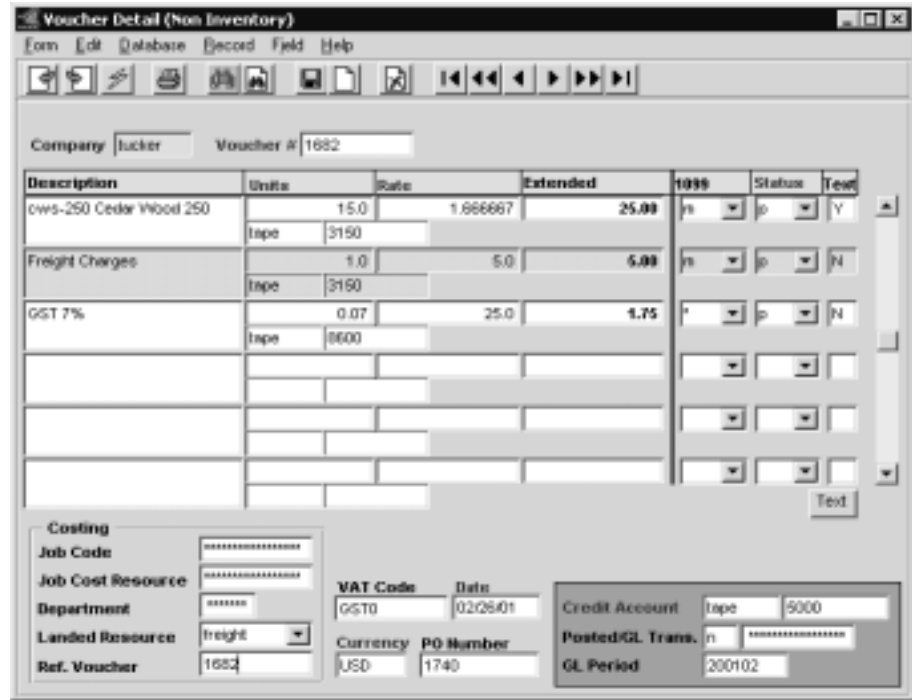 Voucher Detail (Non Inventory)
Form Edit Database Record Field Help
Company tucker Voucher # 1682
Description Units Rate Extended 1099 Status Text
cws-250 Cedar Wood 250 15.0 1.666667 25.00 m p Y
tape 3150
Freight Charges 1.0 5.0 5.00 m p N
tape 3150
GST 7% 0.07 25.0 1.75 * p N
tape 8600
Text
Costing
Job Code ******************
Job Cost Resource ******************
Department ********
Landed Resource freight
Ref. Voucher 1682
VAT Code Date
GST0 02/26/01
Currency PO Number
USD 1740
Credit Account tape 5000
Posted/GL Trans. n ******************
GL Period 200102